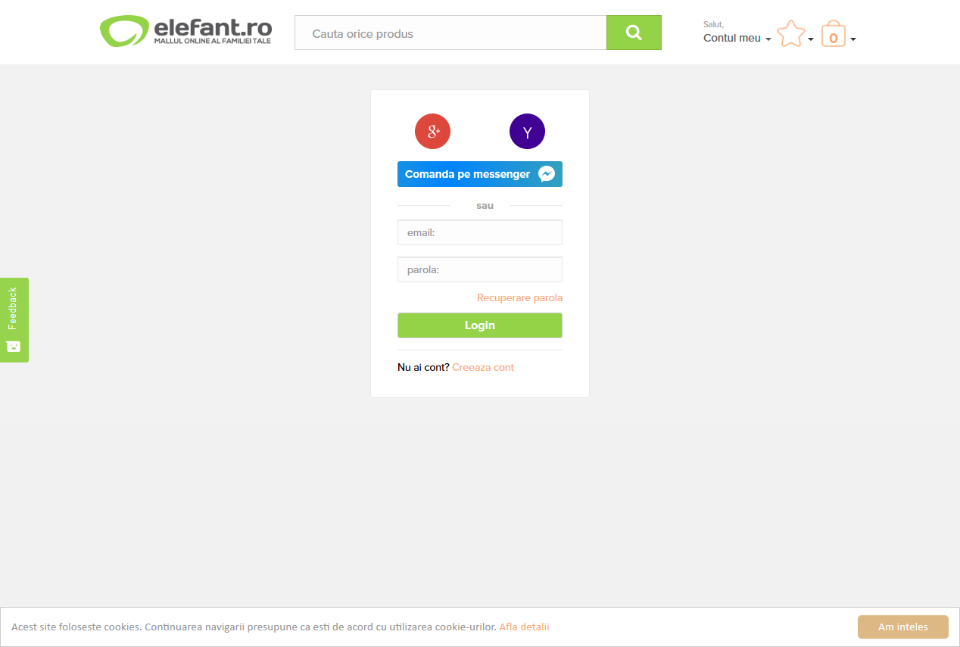 elefant.ro
MALLUL ONLINE AL FAMILIEI TALE
Cauta orice produs
Salut,
Contul meu
0
8+
Y
Comanda pe messenger
sau
email:
parola:
Recuperare parola
Login
Nu ai cont? Creeaza cont
Feedback
Acest site foloseste cookies. Continuarea navigarii presupune ca esti de acord cu utilizarea cookie-urilor. Afla detalii
Am inteles